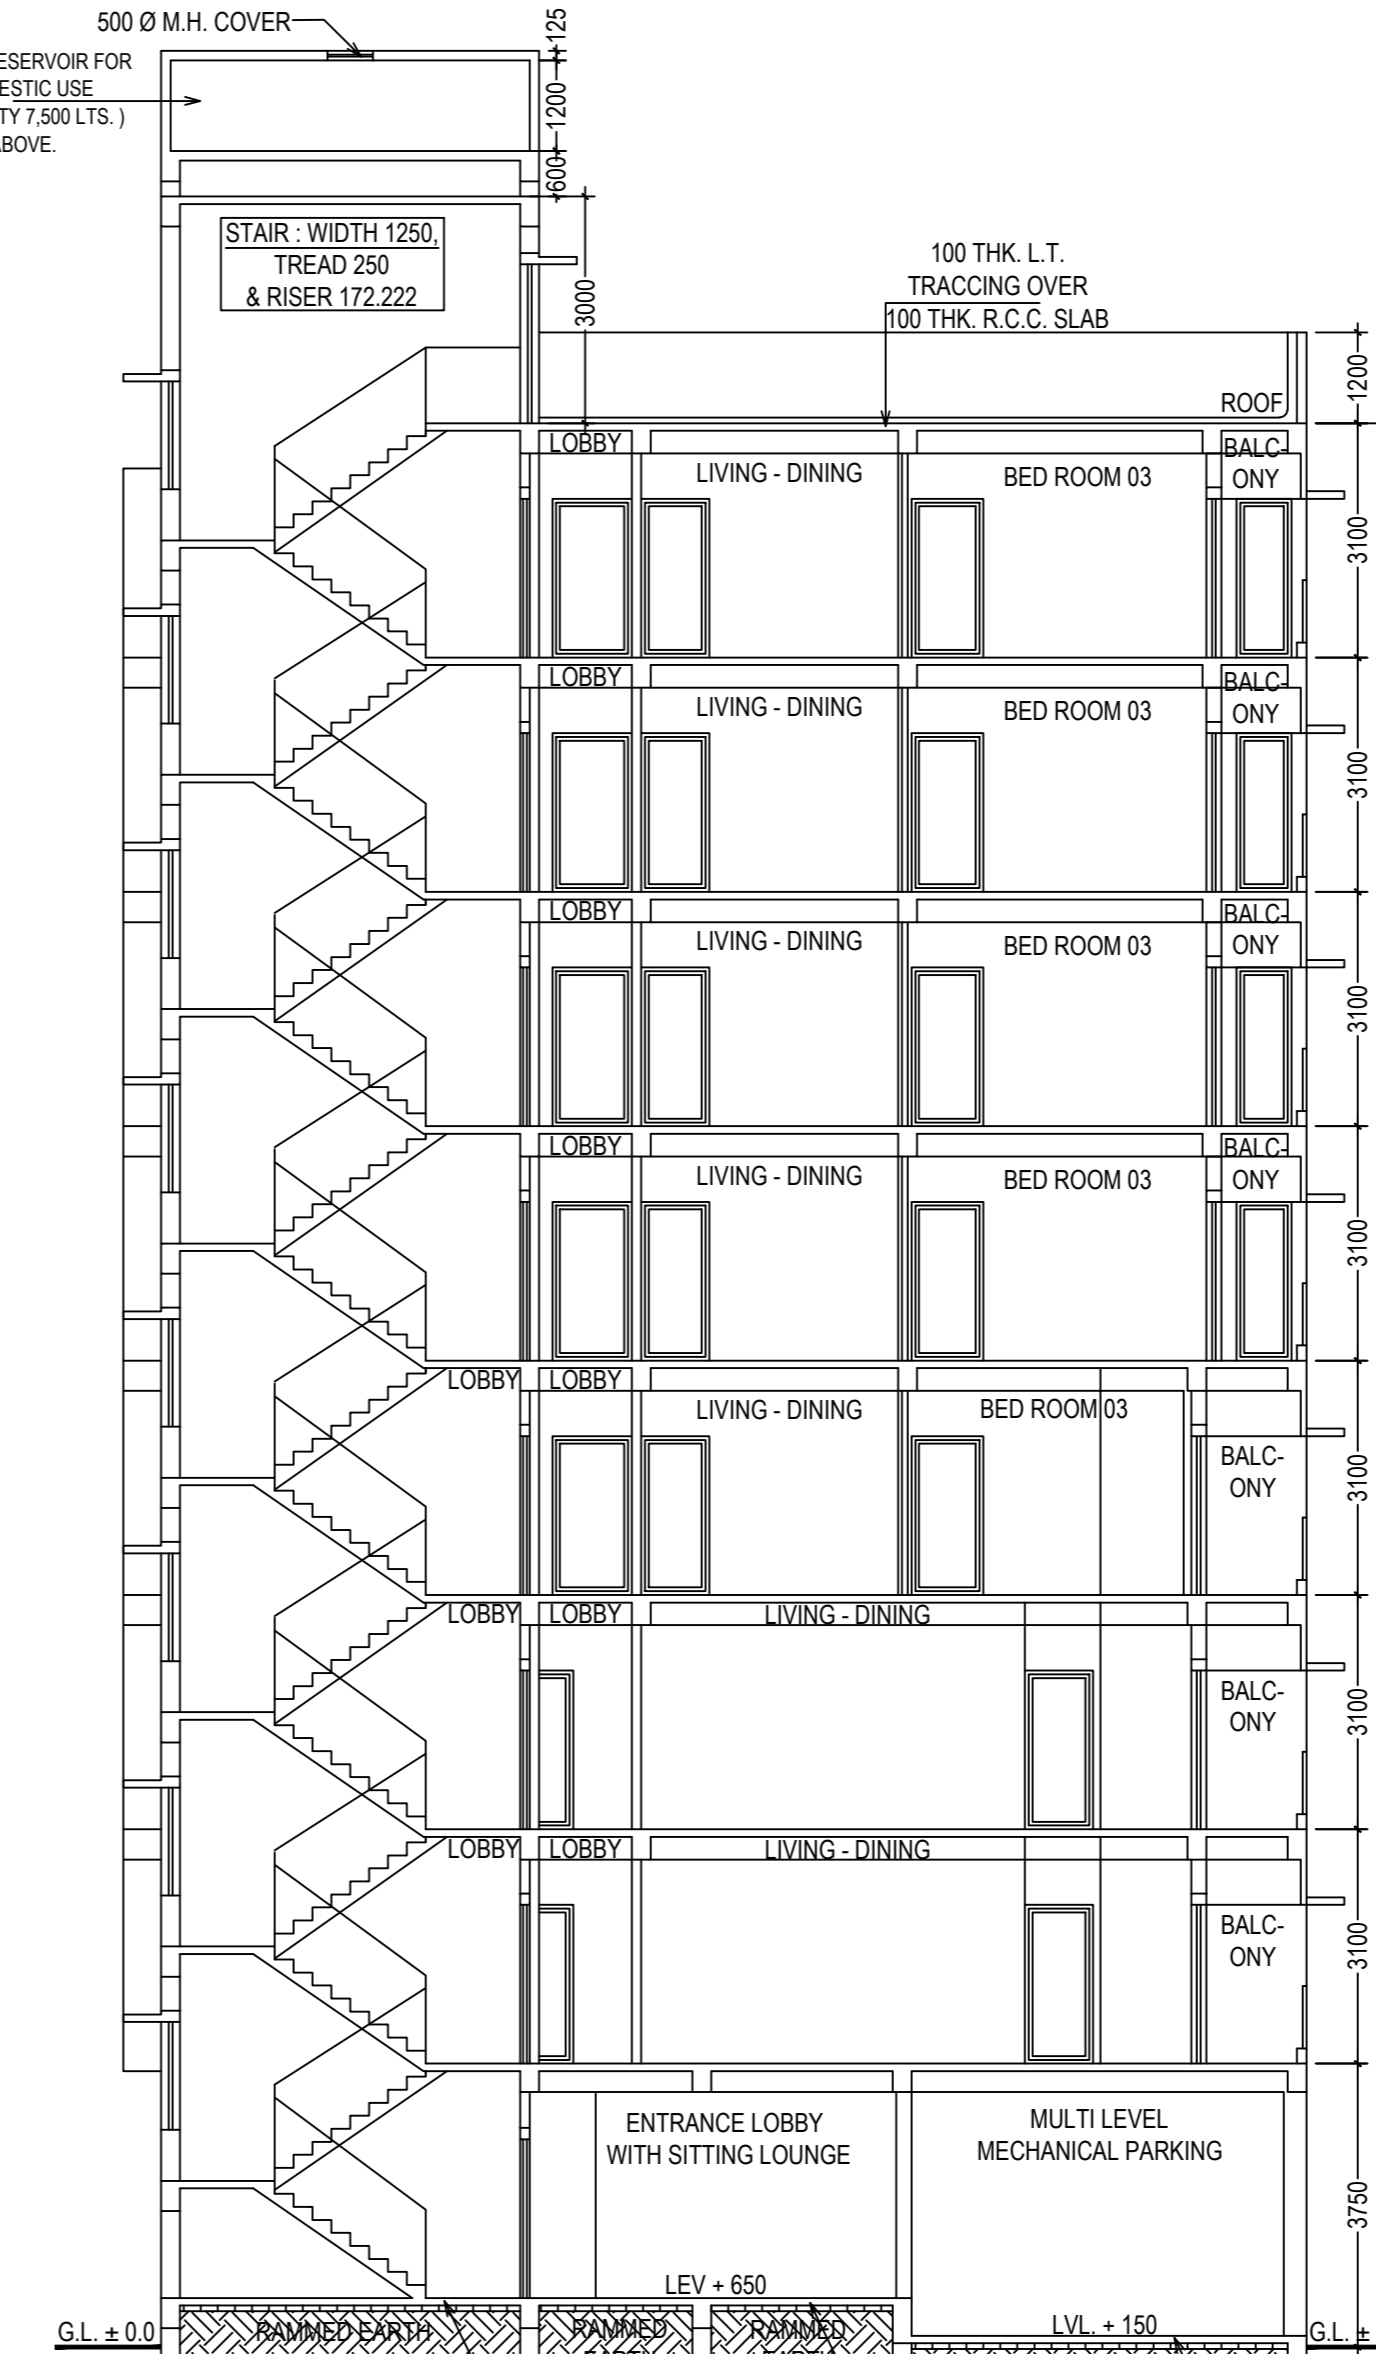 500 Ø M.H. COVER
ESERVOIR FOR
ESTIC USE
TY 7,500 LTS. )
ABOVE.
125
1200
600
3000
STAIR : WIDTH 1250,
TREAD 250
& RISER 172.222
100 THK. L.T.
TRACCING OVER
100 THK. R.C.C. SLAB
1200
ROOF
LOBBY
LIVING - DINING
BED ROOM 03
BALC-
ONY
3100
LOBBY
LIVING - DINING
BED ROOM 03
BALC-
ONY
3100
LOBBY
LIVING - DINING
BED ROOM 03
BALC-
ONY
3100
LOBBY
LIVING - DINING
BED ROOM 03
BALC-
ONY
3100
LOBBY
LOBBY
LIVING - DINING
BED ROOM 03
BALC-
ONY
3100
LOBBY
LOBBY
LIVING - DINING
BALC-
ONY
3100
LOBBY
LOBBY
LIVING - DINING
BALC-
ONY
3100
ENTRANCE LOBBY
WITH SITTING LOUNGE
MULTI LEVEL
MECHANICAL PARKING
3750
LEV + 650
LVL. + 150
G.L. ± 0.0
RAMMED EARTH
RAMMED
RAMMED
G.L. ±